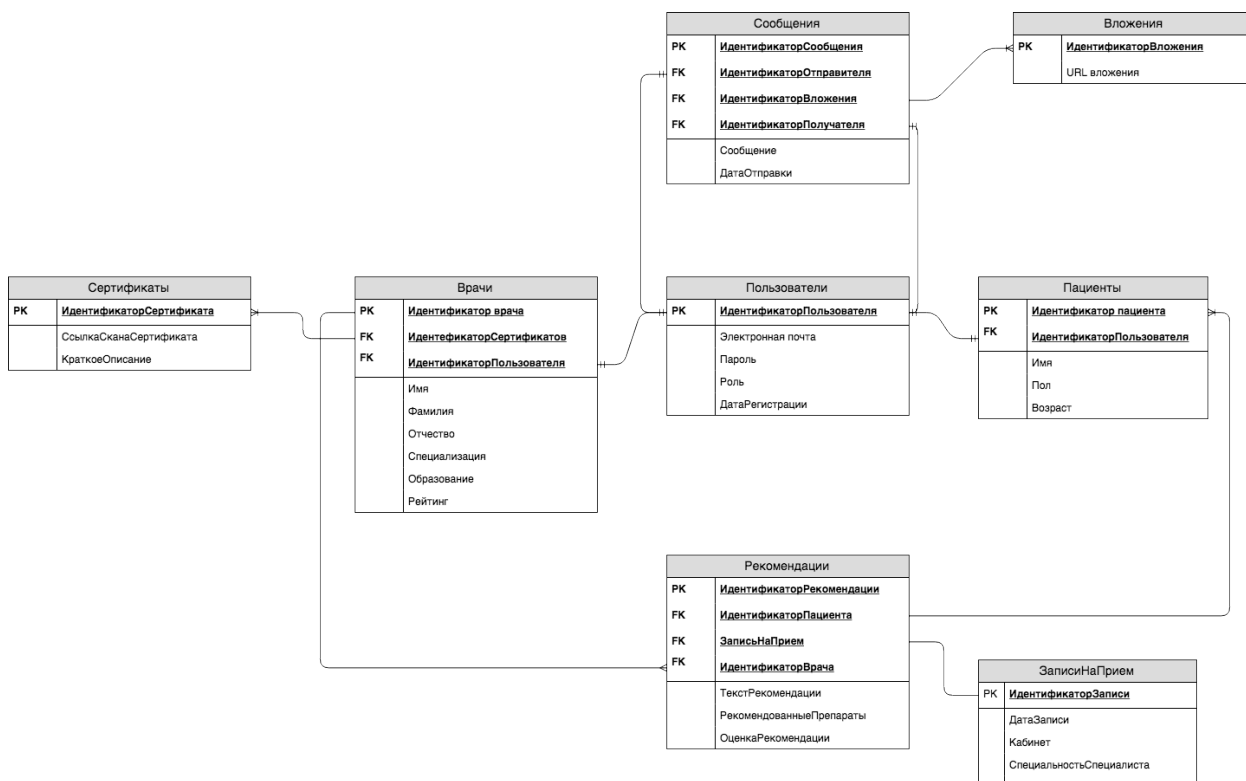 Сообщения
PK ИдентификаторСообщения
FK ИдентификаторОтправителя
FK ИдентификаторВложения
FK ИдентификаторПолучателя
Сообщение
ДатаОтправки
Вложения
PK ИдентификаторВложения
URL вложения
Сертификаты
PK ИдентификаторСертификата
СсылкаСканаСертификата
КраткоеОписание
Врачи
PK Идентификатор врача
FK ИдентефикаторСертификатов
FK ИдентификаторПользователя
Имя
Фамилия
Отчество
Специализация
Образование
Рейтинг
Пользователи
PK ИдентификаторПользователя
Электронная почта
Пароль
Роль
ДатаРегистрации
Пациенты
PK Идентификатор пациента
FK ИдентификаторПользователя
Имя
Пол
Возраст
Рекомендации
PK ИдентификаторРекомендации
FK ИдентификаторПациента
FK ЗаписьНаПрием
FK ИдентификаторВрача
ТекстРекомендации
РекомендованныеПрепараты
ОценкаРекомендации
ЗаписиНаПрием
PK ИдентификаторЗаписи
ДатаЗаписи
Кабинет
СпециальностьСпециалиста